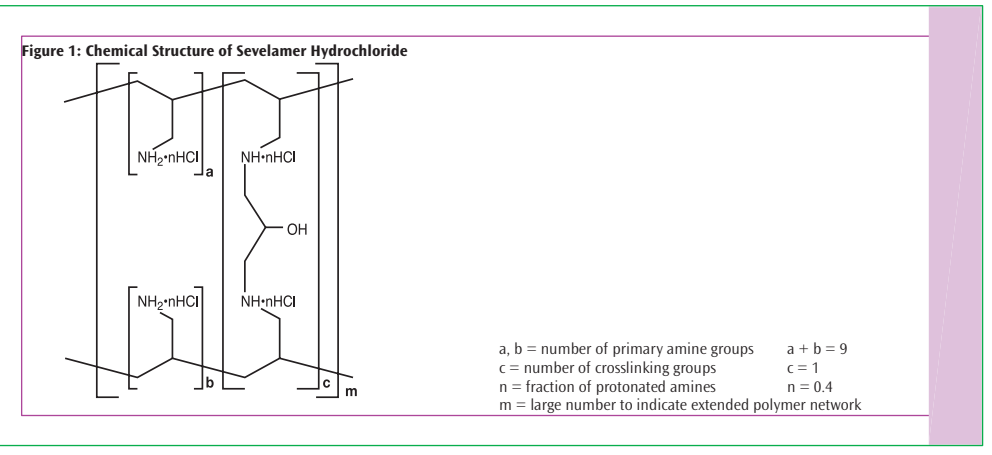 Figure 1: Chemical Structure of Sevelamer Hydrochloride
NH2•nHCl
a
NH•nHCl
OH
NH2•nHCl
b
NH•nHCl
c
m
a, b = number of primary amine groups a + b = 9
c = number of crosslinking groups c = 1
n = fraction of protonated amines n = 0.4
m = large number to indicate extended polymer network